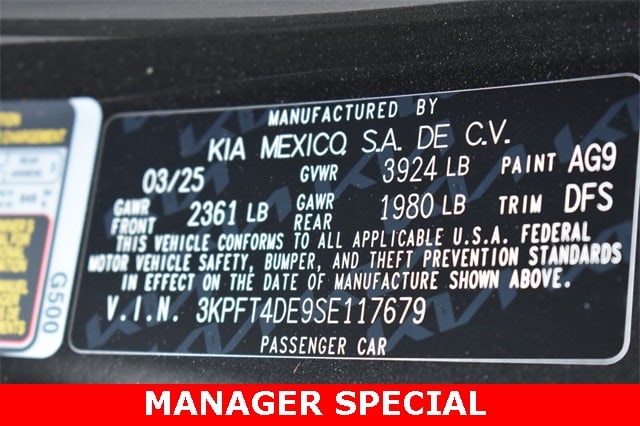 MANUFACTURED BY
KIA MEXICO, S.A. DE C.V.
03/25 GVWR 3924 LB PAINT AG9
GAWR FRONT 2361 LB GAWR REAR 1980 LB TRIM DFS
THIS VEHICLE CONFORMS TO ALL APPLICABLE U.S.A. FEDERAL
MOTOR VEHICLE SAFETY, BUMPER, AND THEFT PREVENTION STANDARDS
IN EFFECT ON THE DATE OF MANUFACTURE SHOWN ABOVE.
V.I.N. 3KPFT4DE9SE117679
PASSENGER CAR
G500
MANAGER SPECIAL